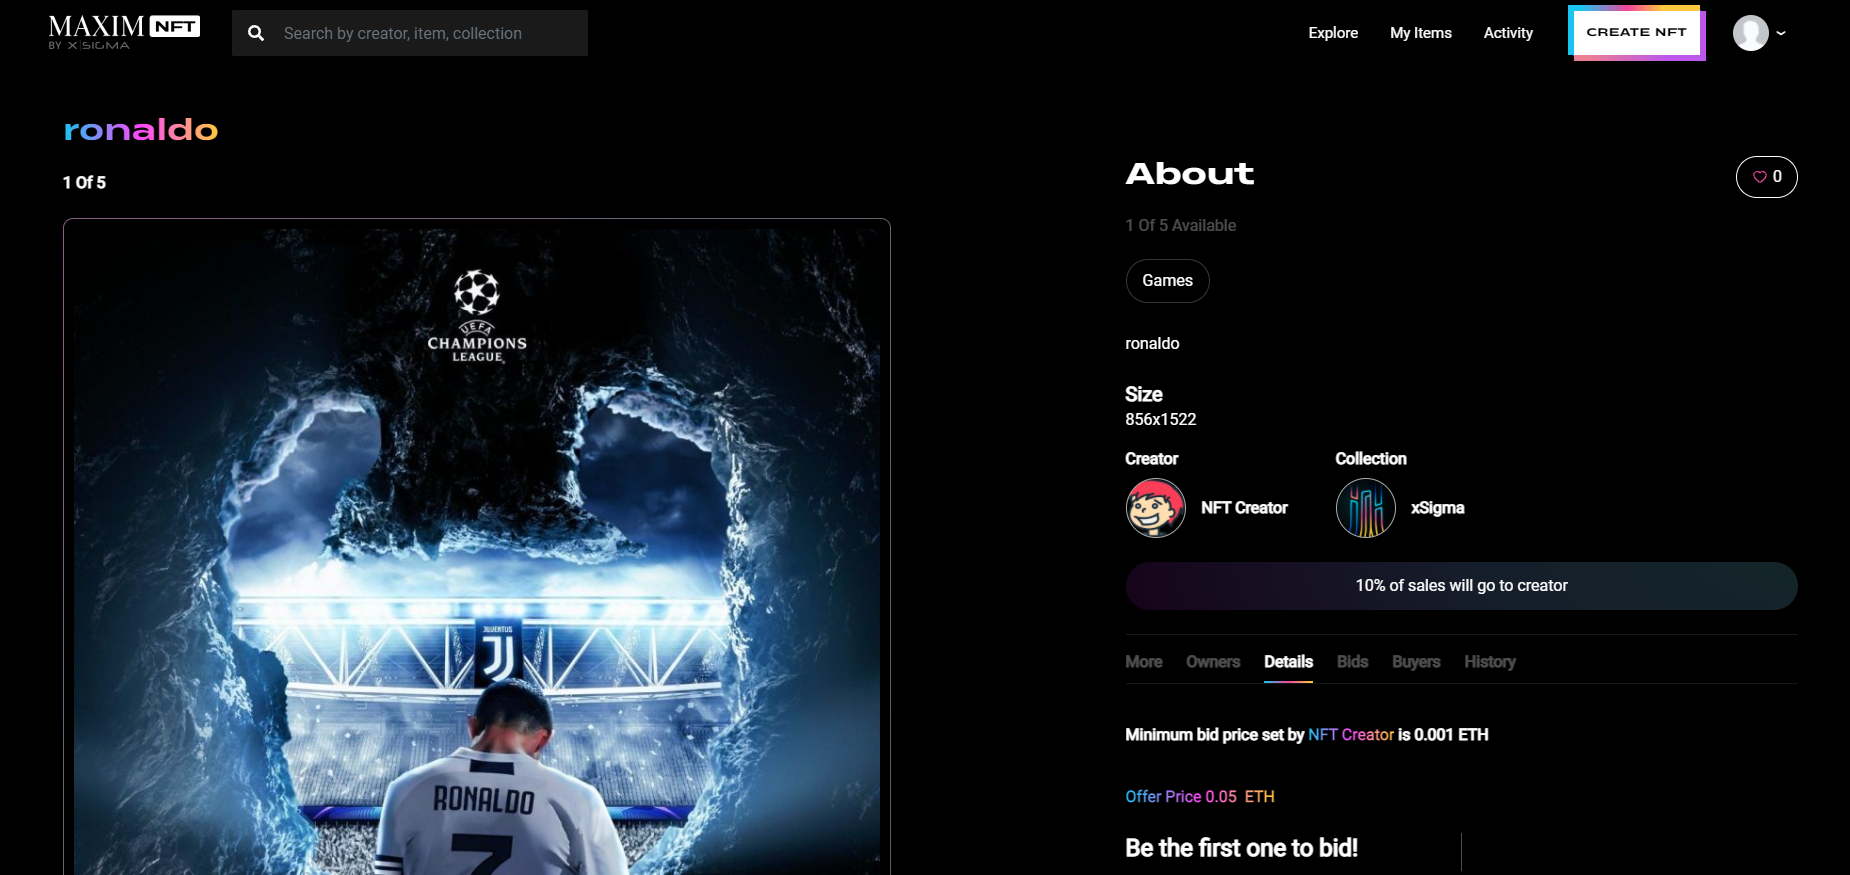 MAXIM NFT
BY X|SIGMA
Search by creator, item, collection
Explore
My Items
Activity
CREATE NFT
ronaldo
1 Of 5
UEFA
CHAMPIONS
LEAGUE
JUVENTUS
RONALDO
7
About
0
1 Of 5 Available
Games
ronaldo
Size
856x1522
Creator
NFT Creator
Collection
xSigma
10% of sales will go to creator
More Owners Details Bids Buyers History
Minimum bid price set by NFT Creator is 0.001 ETH
Offer Price 0.05 ETH
Be the first one to bid!